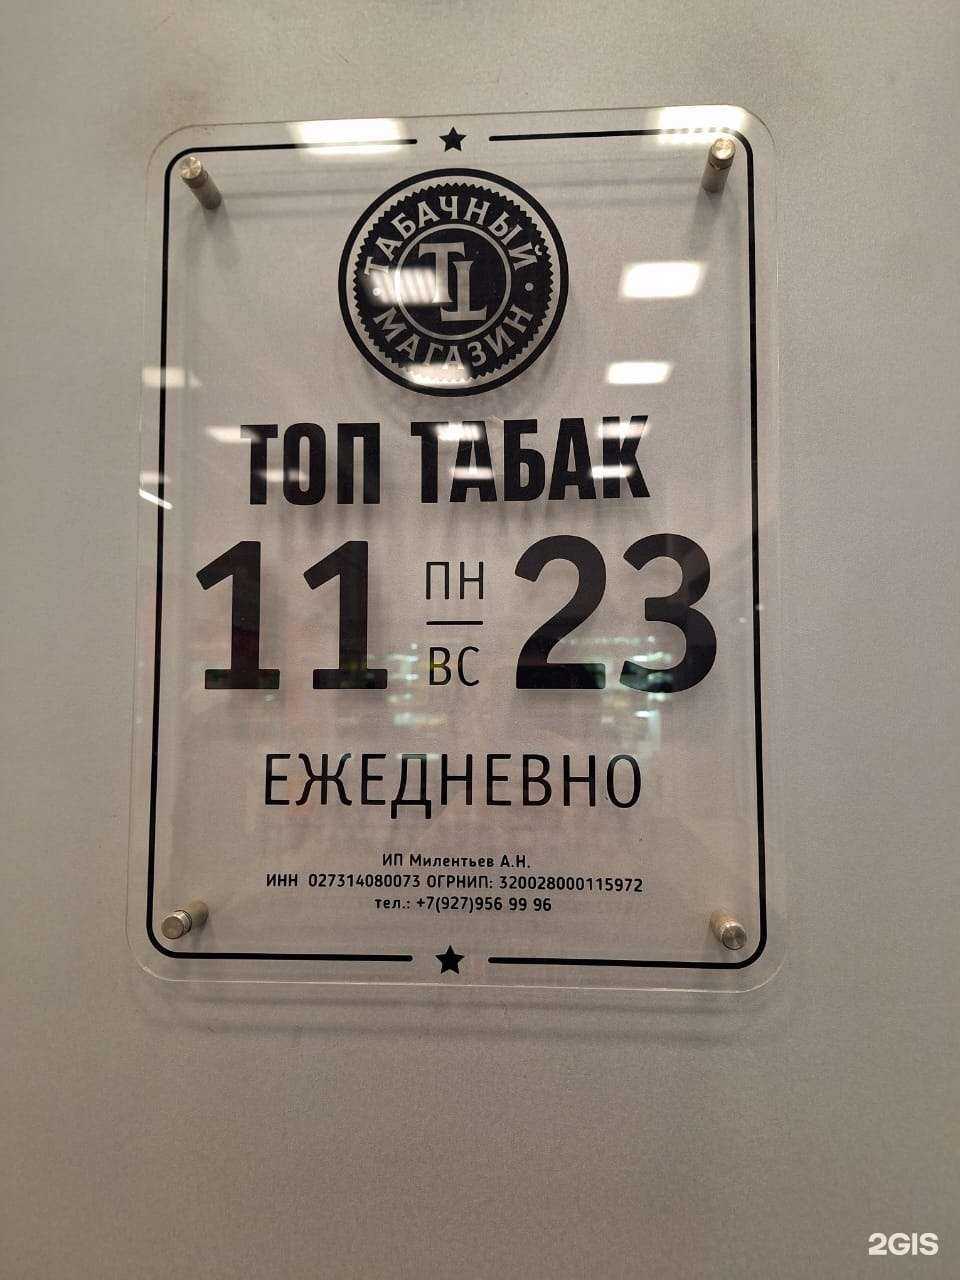 ТАБАЧНЫЙ
ТТ
МАГАЗИН
ТОП ТАБАК
11 ПН ВС 23
ЕЖЕДНЕВНО
ИП Милентьев А.Н.
ИНН 027314080073 ОГРНИП: 320028000115972
тел.: +7(927)956 99 96
2GIS